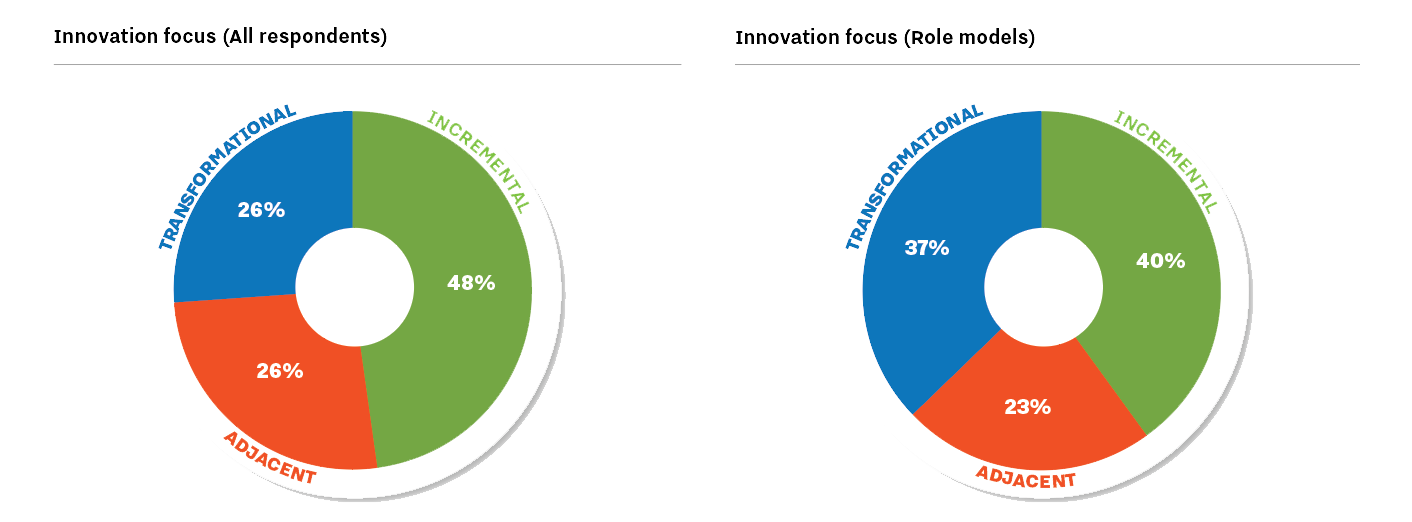 Innovation focus (All respondents)
TRANSFORMATIONAL
INCREMENTAL
26%
48%
26%
ADJACENT
Innovation focus (Role models)
TRANSFORMATIONAL
INCREMENTAL
37%
40%
23%
ADJACENT